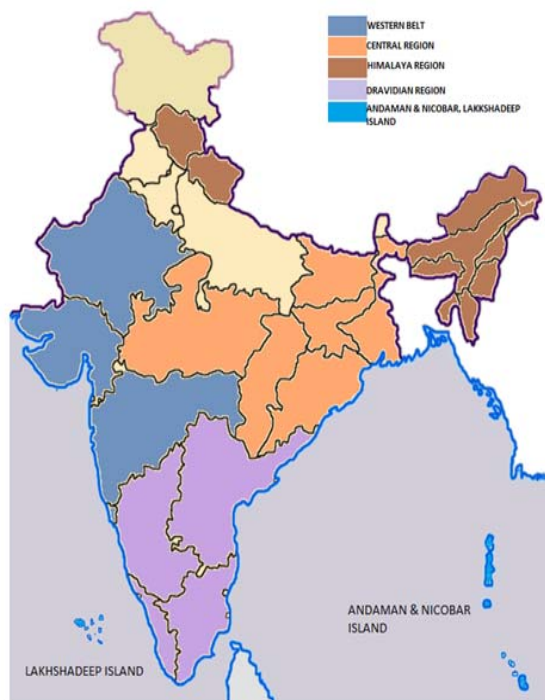 WESTERN BELT
CENTRAL REGION
HIMALAYA REGION
DRAVIDIAN REGION
ANDAMAN & NICOBAR, LAKKSHADEEP
ISLAND
ANDAMAN & NICOBAR
ISLAND
LAKHSHADEEP ISLAND